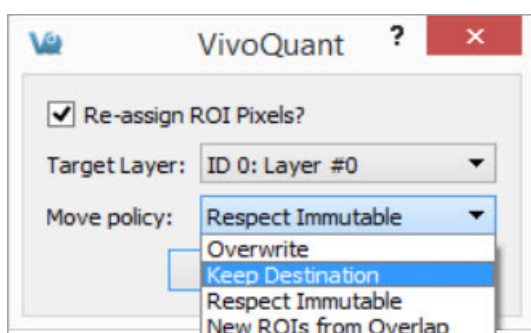 VivoQuant ? ×
Re-assign ROI Pixels?
Target Layer: ID 0: Layer #0
Move policy: Respect Immutable
Overwrite
Keep Destination
Respect Immutable
New ROIs from Overlap